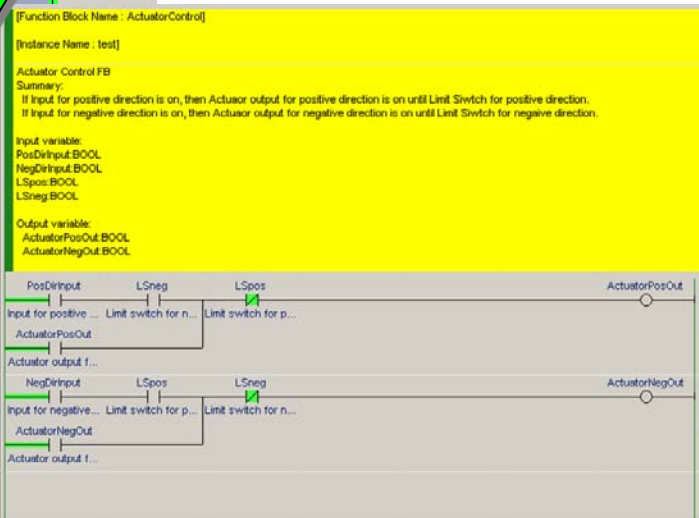 [Function Block Name : ActuatorControl]
[Instance Name : test]
Actuator Control FB
Summary:
If Input for positive direction is on, then Actuaor output for positive direction is on until Limit Siwtch for positive direction.
If Input for negative direction is on, then Actuaor output for negative direction is on until Limit Siwtch for negaive direction.
Input variable:
PosDirInput:BOOL
NegDirInput:BOOL
LSpos:BOOL
LSneg:BOOL
Output variable:
ActuatorPosOut:BOOL
ActuatorNegOut:BOOL
PosDirInput LSneg LSpos ActuatorPosOut
Input for positive ... Limit switch for n... Limit switch for p...
ActuatorPosOut
Actuator output f...
NegDirInput LSpos LSneg ActuatorNegOut
Input for negative... Limit switch for p... Limit switch for n...
ActuatorNegOut
Actuator output f...